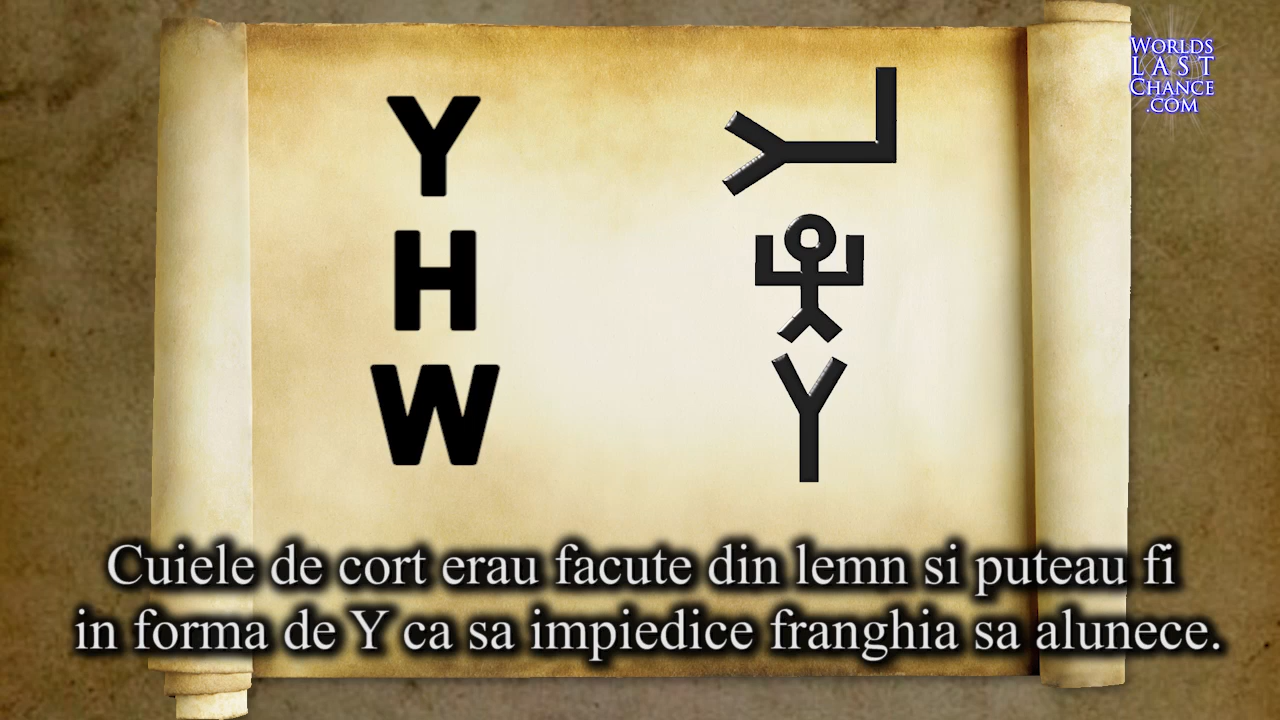 Y
H
W
WORLDS
LAST
CHANCE
.COM
Cuiele de cort erau facute din lemn si puteau fi
in forma de Y ca sa impiedice franghia sa alunece.